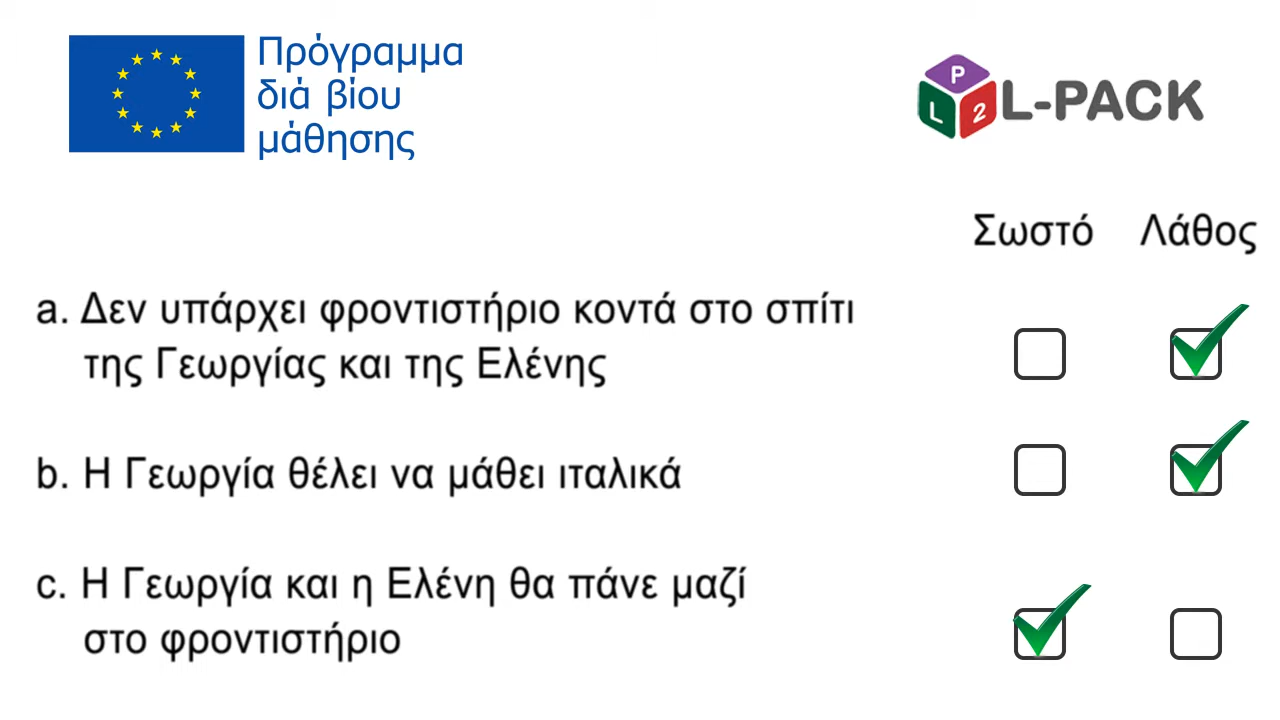 Πρόγραμμα
διά βίου
μάθησης
P
L
2
L-PACK
Σωστό Λάθος
a. Δεν υπάρχει φροντιστήριο κοντά στο σπίτι
της Γεωργίας και της Ελένης
b. Η Γεωργία θέλει να μάθει ιταλικά
c. Η Γεωργία και η Ελένη θα πάνε μαζί
στο φροντιστήριο